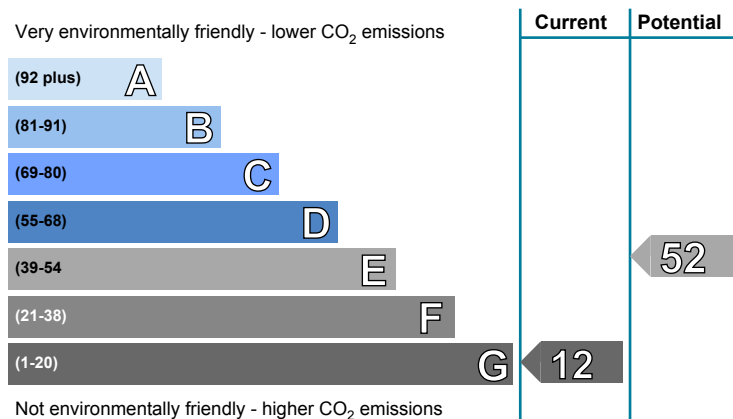 Current Potential
Very environmentally friendly - lower CO2 emissions
(92 plus) A
(81-91) B
(69-80) C
(55-68) D
(39-54 E
52
(21-38) F
(1-20) G 12
Not environmentally friendly - higher CO2 emissions